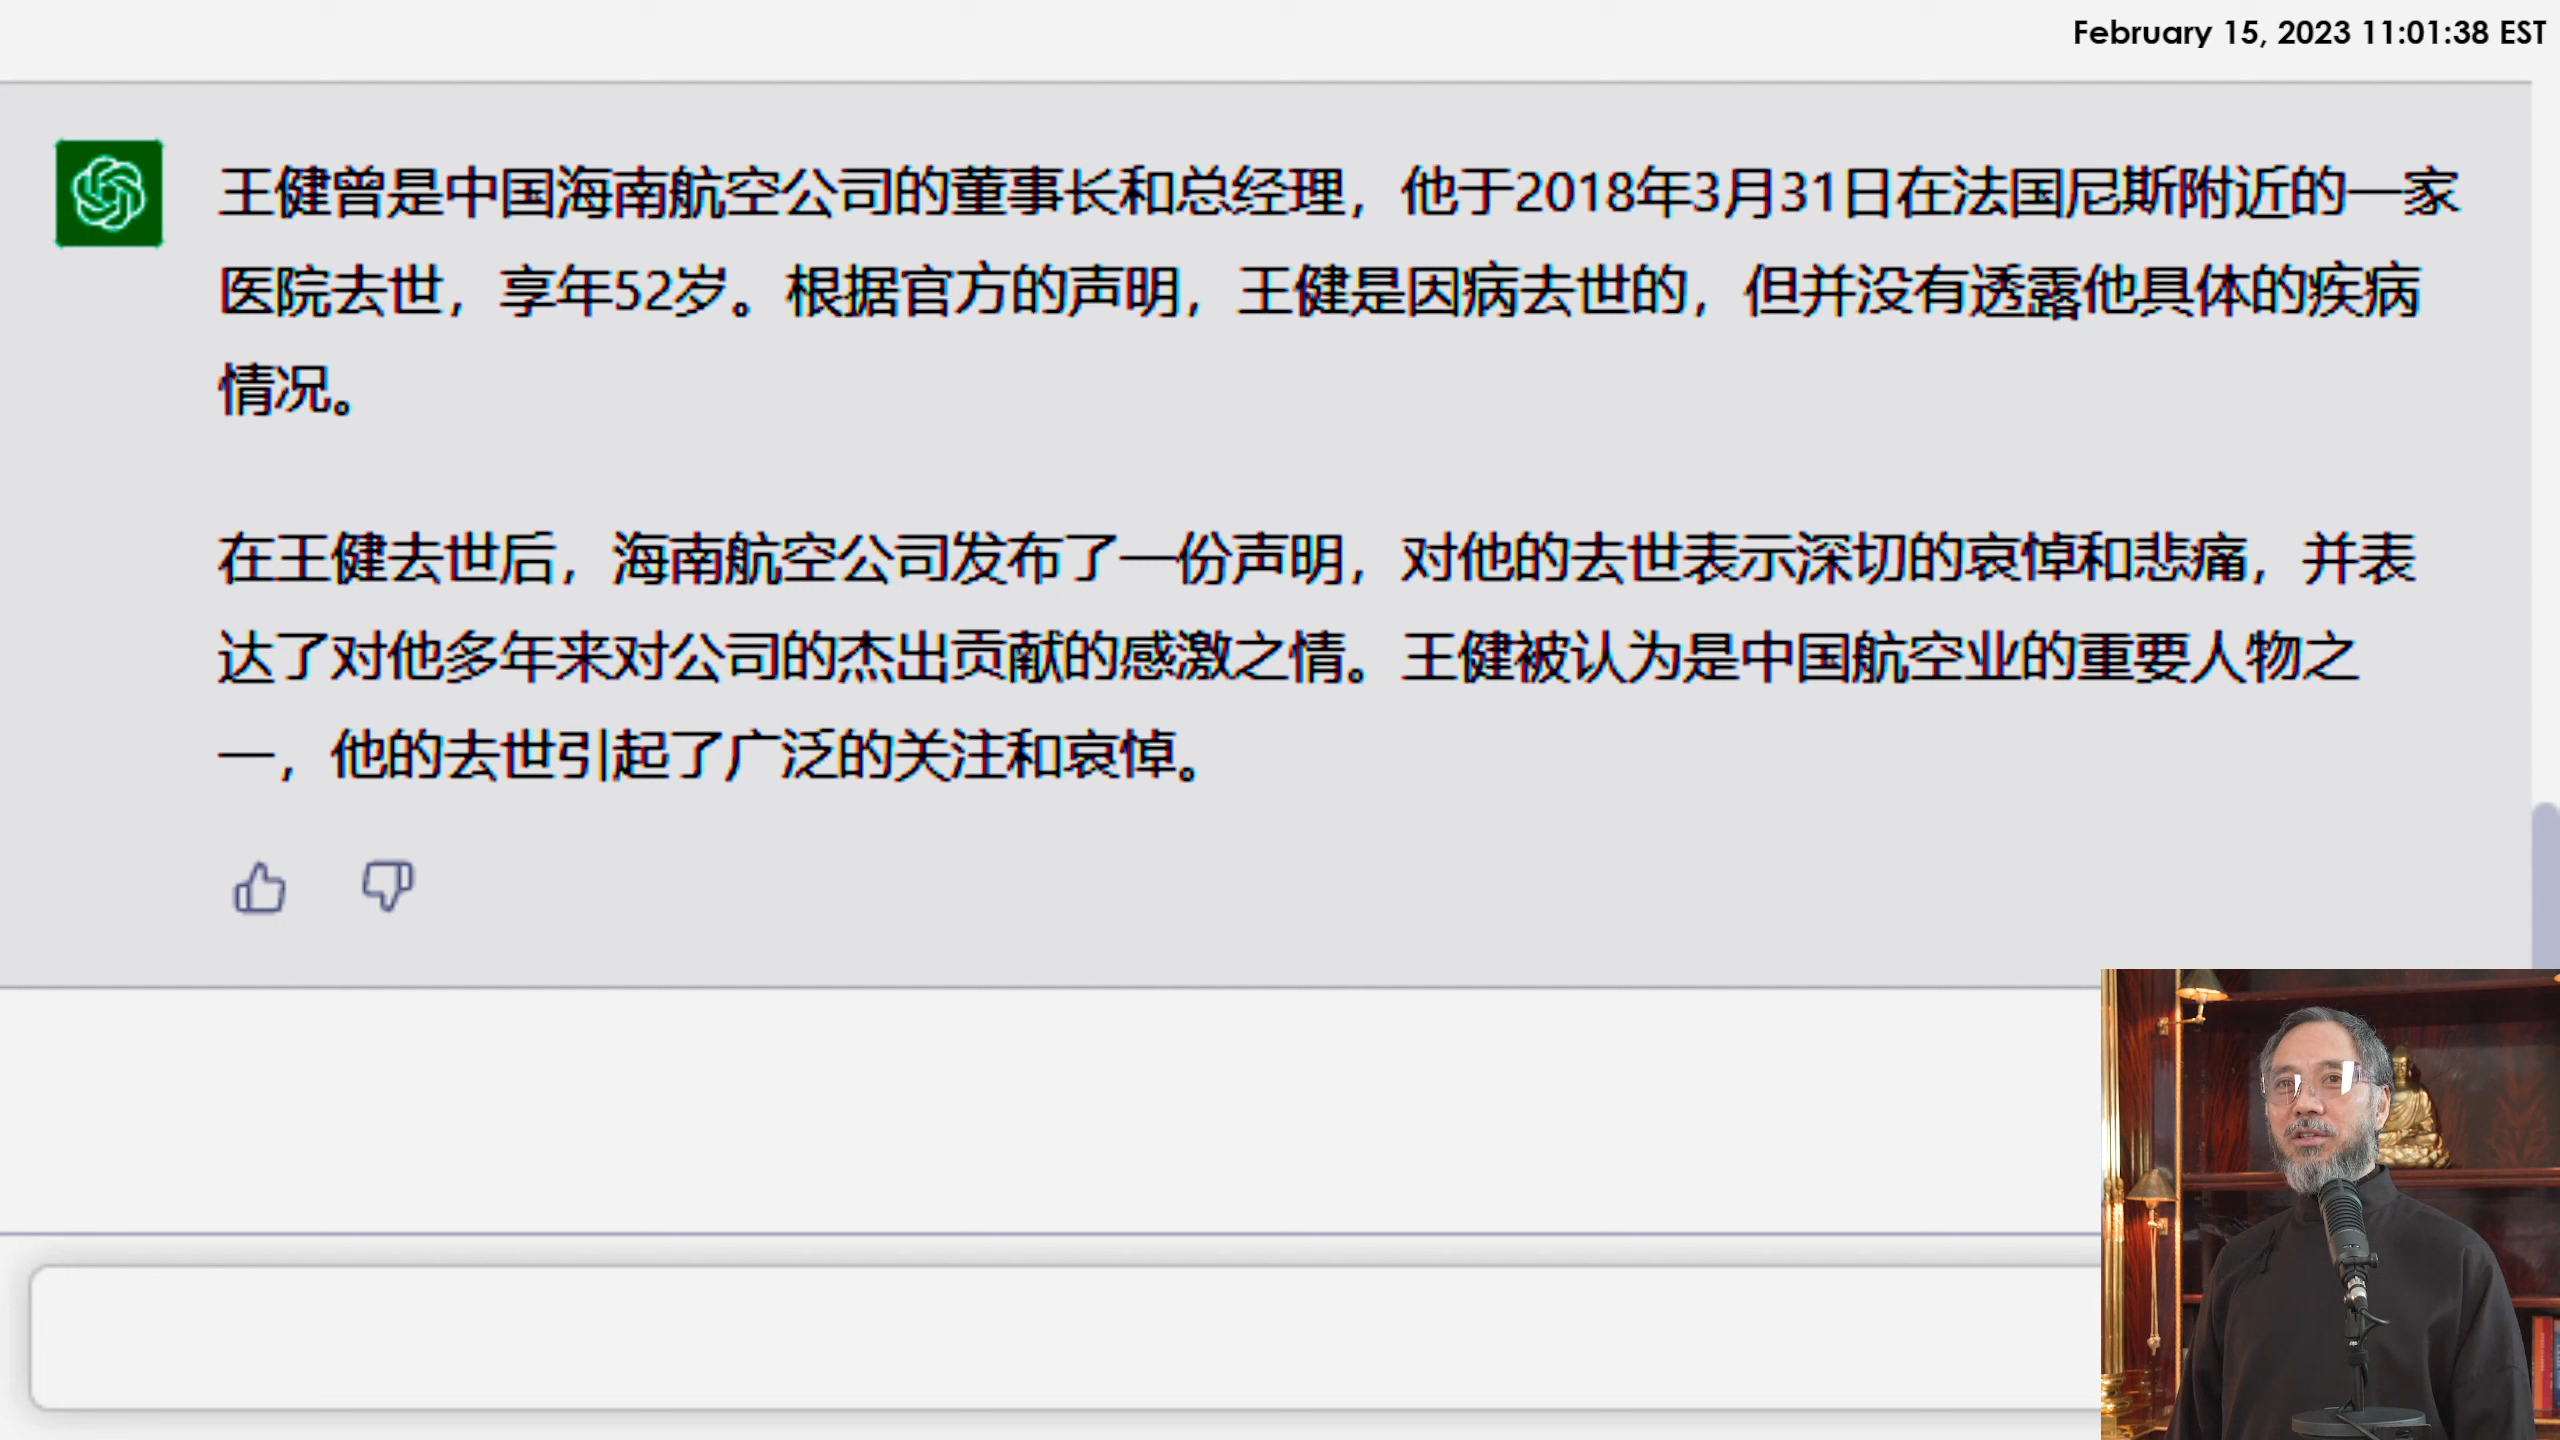 February 15, 2023 11:01:38 EST
王健曾是中国海南航空公司的董事长和总经理，他于2018年3月31日在法国尼斯附近的一家
医院去世，享年52岁。根据官方的声明，王健是因病去世的，但并没有透露他具体的疾病
情况。
在王健去世后，海南航空公司发布了一份声明，对他的去世表示深切的哀悼和悲痛，并表
达了对他多年来对公司的杰出贡献的感激之情。王健被认为是中国航空业的重要人物之
一，他的去世引起了广泛的关注和哀悼。